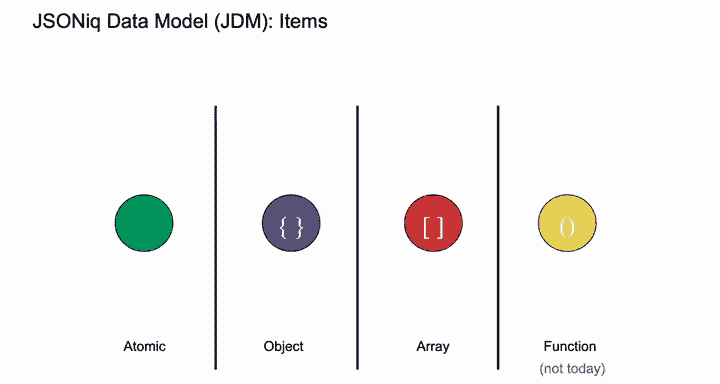 JSONiq Data Model (JDM): Items
{ }
[ ]
()
Atomic
Object
Array
Function
(not today)